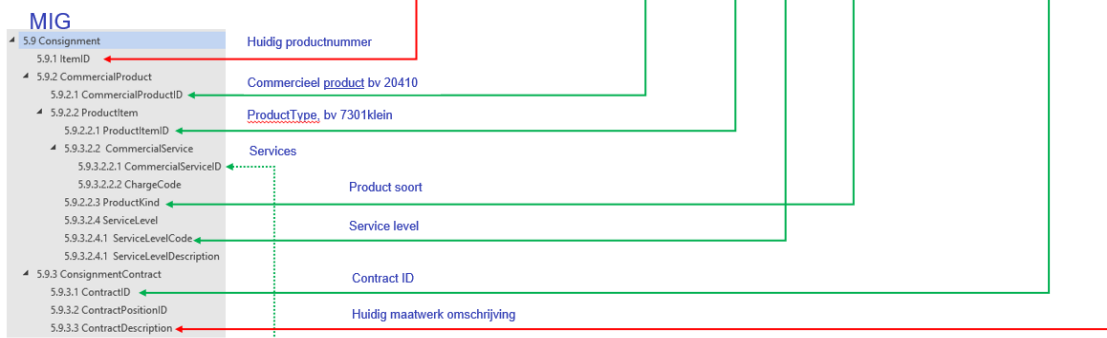 MIG
5.9 Consignment
Huidig productnummer
5.9.1 ItemID
5.9.2 CommercialProduct
Commercieel product bv 20410
5.9.2.1 CommercialProductID
5.9.2.2 ProductItem
ProductType, bv 7301klein
5.9.2.2.1 ProductItemID
5.9.3.2.2 CommercialService
Services
5.9.3.2.2.1 CommercialServiceID
5.9.3.2.2.2 ChargeCode
Product soort
5.9.2.2.3 ProductKind
5.9.3.2.4 ServiceLevel
Service level
5.9.3.2.4.1 ServiceLevelCode
5.9.3.2.4.1 ServiceLevelDescription
5.9.3 ConsignmentContract
Contract ID
5.9.3.1 ContractID
5.9.3.2 ContractPositionID
Huidig maatwerk omschrijving
5.9.3.3 ContractDescription